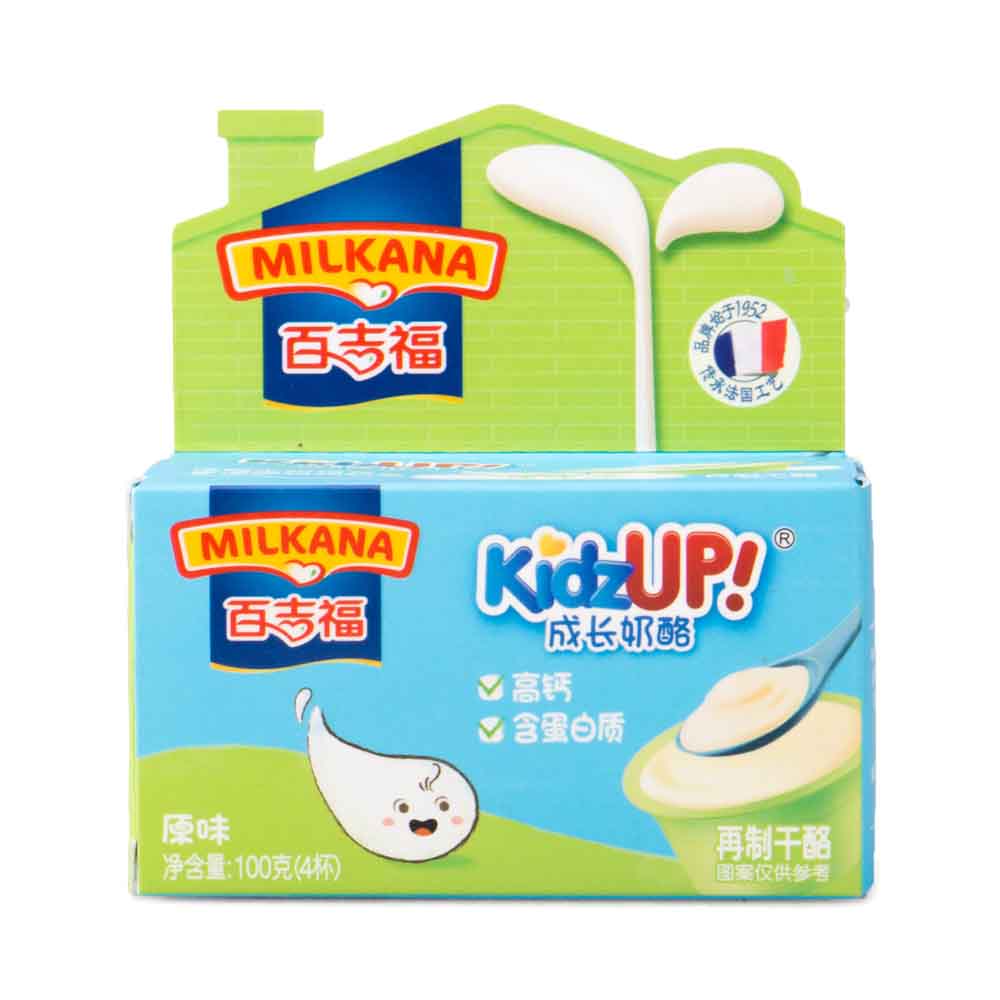 MILKANA
百吉福
品牌始于1952
传承法国工艺
MILKANA
百吉福
KidzUP!®
成长奶酪
高钙
含蛋白质
原味
净含量:100克(4杯)
再制干酪
图案仅供参考